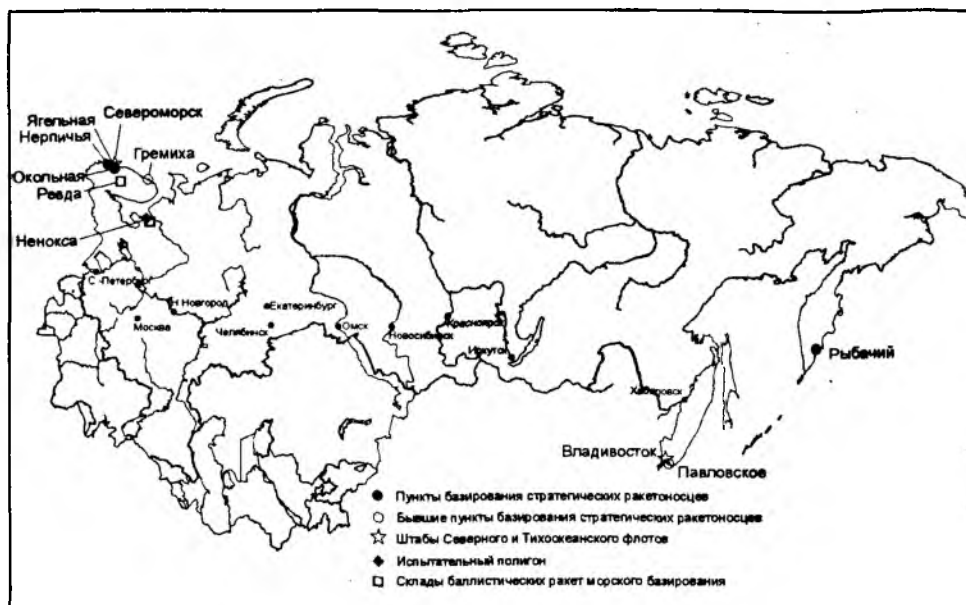 Североморск
Ягельная
Нерпичья
Гремиха
Окольная
Ревда
Ненокса
С -Петербург
Н Новгород
Екатеринбург
Москва
Челябинск
Омск
Новосибирск
Красноярск
Иркутск
Хабаровск
Рыбачий
Владивосток
Павловское
Пункты базирования стратегических ракетоносцев
Бывшие пункты базирования стратегических ракетоносцев
Штабы Северного и Тихоокеанского флотов
Испытательный полигон
Склады баллистических ракет морского базирования